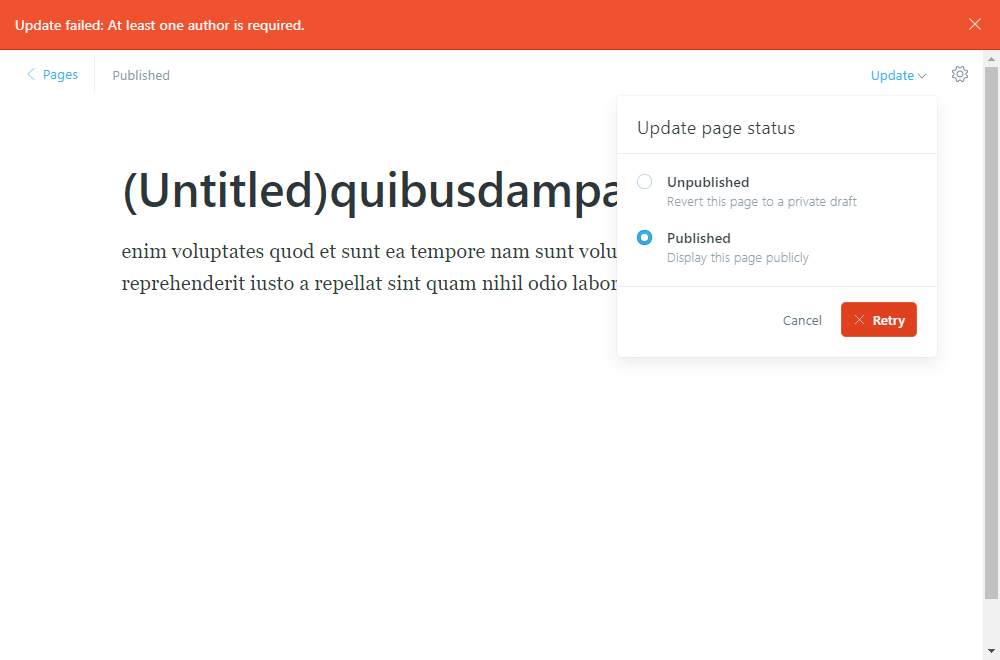 Update failed: At least one author is required.
Pages
Published
Update
Update page status
(Untitled)quibusdampa
Unpublished
Revert this page to a private draft
Published
Display this page publicly
enim voluptates quod et sunt ea tempore nam sunt volu
reprehenderit iusto a repellat sint quam nihil odio labor
Cancel
Retry